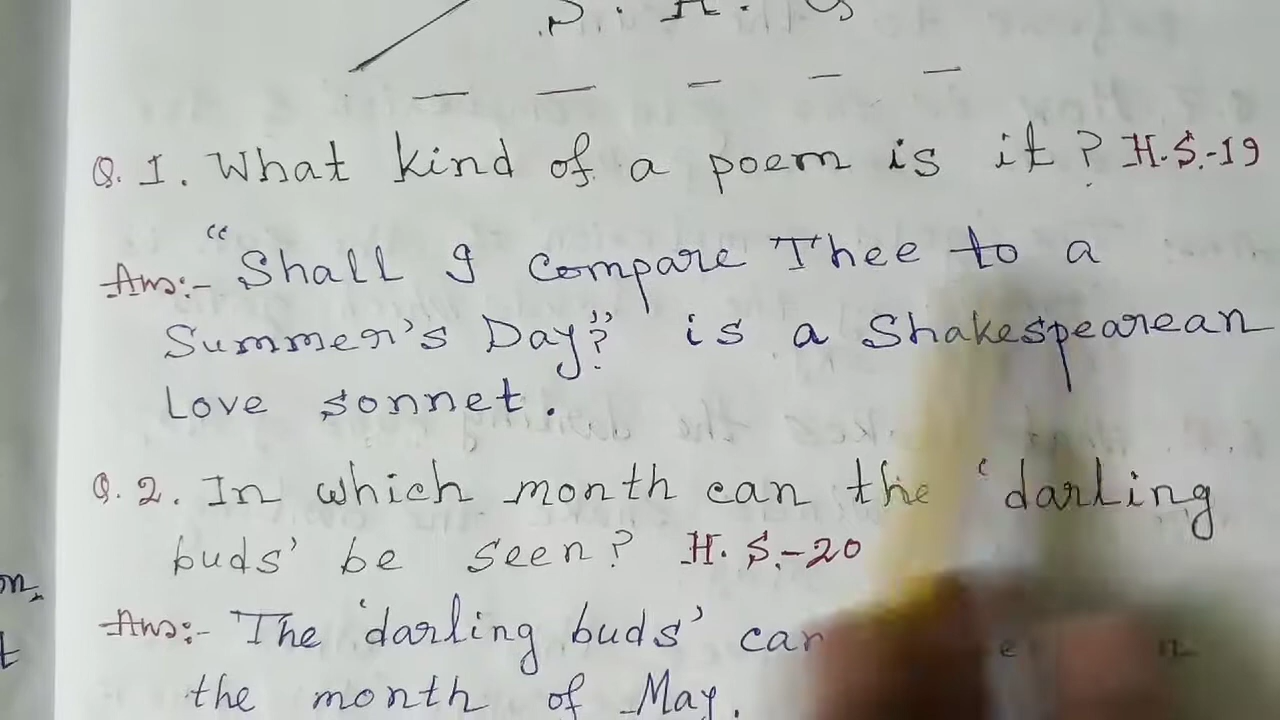 S. A. Q
Q. 1. What kind of a poem is it? H.S.-19
Ans:- "Shall I compare Thee to a
Summer's Day?" is a Shakespearean
Love sonnet.
Q. 2. In which month can the 'darling
buds' be seen? H.S.-20
Ans:- The 'darling buds' can
the month of May.